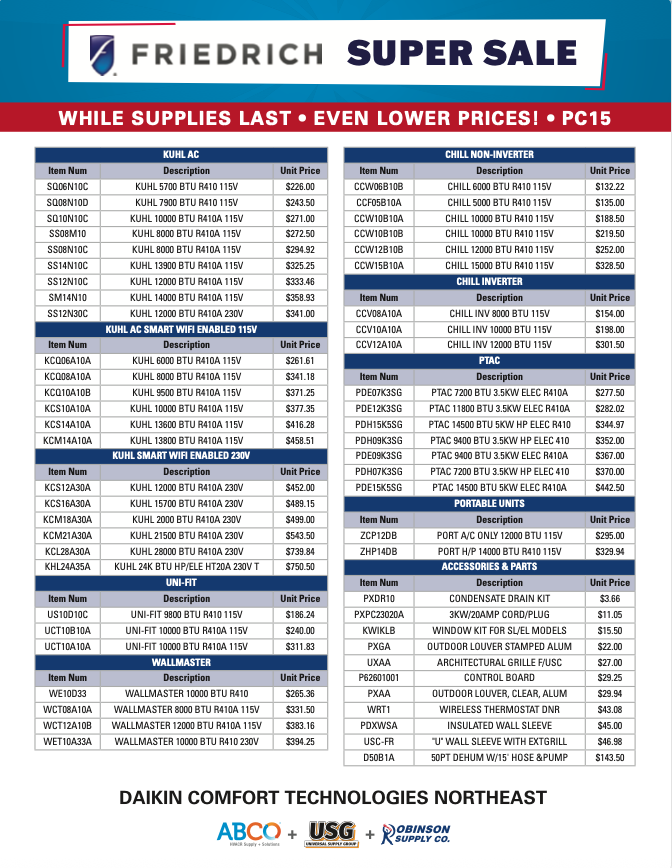 FRIEDRICH SUPER SALE
WHILE SUPPLIES LAST • EVEN LOWER PRICES! • PC15
KUHL AC
Item Num Description Unit Price
SQ06N10C KUHL 5700 BTU R410 115V $226.00
SQ08N10D KUHL 7900 BTU R410 115V $243.50
SQ10N10C KUHL 10000 BTU R410A 115V $271.00
SS08M10 KUHL 8000 BTU R410A 115V $272.50
SS08N10C KUHL 8000 BTU R410A 115V $294.92
SS14N10C KUHL 13900 BTU R410A 115V $325.25
SS12N10C KUHL 12000 BTU R410A 115V $333.46
SM14N10 KUHL 14000 BTU R410A 115V $358.93
SS12N30C KUHL 12000 BTU R410A 230V $341.00
KUHL AC SMART WIFI ENABLED 115V
Item Num Description Unit Price
KCQ06A10A KUHL 6000 BTU R410A 115V $261.61
KCQ08A10A KUHL 8000 BTU R410A 115V $341.18
KCQ10A10B KUHL 9500 BTU R410A 115V $371.25
KCS10A10A KUHL 10000 BTU R410A 115V $377.35
KCS14A10A KUHL 13600 BTU R410A 115V $416.28
KCM14A10A KUHL 13800 BTU R410A 115V $458.51
KUHL SMART WIFI ENABLED 230V
Item Num Description Unit Price
KCS12A30A KUHL 12000 BTU R410A 230V $452.00
KCS16A30A KUHL 15700 BTU R410A 230V $489.15
KCM18A30A KUHL 2000 BTU R410A 230V $499.00
KCM21A30A KUHL 21500 BTU R410A 230V $543.50
KCL28A30A KUHL 28000 BTU R410A 230V $739.84
KHL24A35A KUHL 24K BTU HP/ELE HT20A 230V T $750.50
UNI-FIT
Item Num Description Unit Price
US10D10C UNI-FIT 9800 BTU R410 115V $186.24
UCT10B10A UNI-FIT 10000 BTU R410A 115V $240.00
UCT10A10A UNI-FIT 10000 BTU R410A 115V $311.83
WALLMASTER
Item Num Description Unit Price
WE10D33 WALLMASTER 10000 BTU R410 $265.36
WCT08A10A WALLMASTER 8000 BTU R410A 115V $331.50
WCT12A10B WALLMASTER 12000 BTU R410A 115V $383.16
WET10A33A WALLMASTER 10000 BTU R410 230V $394.25
CHILL NON-INVERTER
Item Num Description Unit Price
CCW06B10B CHILL 6000 BTU R410 115V $132.22
CCF05B10A CHILL 5000 BTU R410 115V $135.00
CCW10B10A CHILL 10000 BTU R410 115V $188.50
CCW10B10B CHILL 10000 BTU R410 115V $219.50
CCW12B10B CHILL 12000 BTU R410 115V $252.00
CCW15B10A CHILL 15000 BTU R410 115V $328.50
CHILL INVERTER
Item Num Description Unit Price
CCV08A10A CHILL INV 8000 BTU 115V $154.00
CCV10A10A CHILL INV 10000 BTU 115V $198.00
CCV12A10A CHILL INV 12000 BTU 115V $301.50
PTAC
Item Num Description Unit Price
PDE07K3SG PTAC 7200 BTU 3.5KW ELEC R410A $277.50
PDE12K3SG PTAC 11800 BTU 3.5KW ELEC R410A $282.02
PDH15K5SG PTAC 14500 BTU 5KW HP ELEC R410 $344.97
PDH09K3SG PTAC 9400 BTU 3.5KW HP ELEC 410 $352.00
PDE09K3SG PTAC 9400 BTU 3.5KW ELEC R410A $367.00
PDH07K3SG PTAC 7200 BTU 3.5KW HP ELEC 410 $370.00
PDE15K5SG PTAC 14500 BTU 5KW ELEC R410A $442.50
PORTABLE UNITS
Item Num Description Unit Price
ZCP12DB PORT A/C ONLY 12000 BTU 115V $295.00
ZHP14DB PORT H/P 14000 BTU R410 115V $329.94
ACCESSORIES & PARTS
Item Num Description Unit Price
PXDR10 CONDENSATE DRAIN KIT $3.66
PXPC23020A 3KW/20AMP CORD/PLUG $11.05
KWIKLB WINDOW KIT FOR SL/EL MODELS $15.50
PXGA OUTDOOR LOUVER STAMPED ALUM $22.00
UXAA ARCHITECTURAL GRILLE F/USC $27.00
P62601001 CONTROL BOARD $29.25
PXAA OUTDOOR LOUVER, CLEAR, ALUM $29.94
WRT1 WIRELESS THERMOSTAT DNR $43.08
PDXWSA INSULATED WALL SLEEVE $45.00
USC-FR "U" WALL SLEEVE WITH EXTGRILL $46.98
D50B1A 50PT DEHUM W/15' HOSE &PUMP $143.50
DAIKIN COMFORT TECHNOLOGIES NORTHEAST
ABCO + USG + ROBINSON
HVACR Supply + Solutions UNIVERSAL SUPPLY GROUP SUPPLY CO.